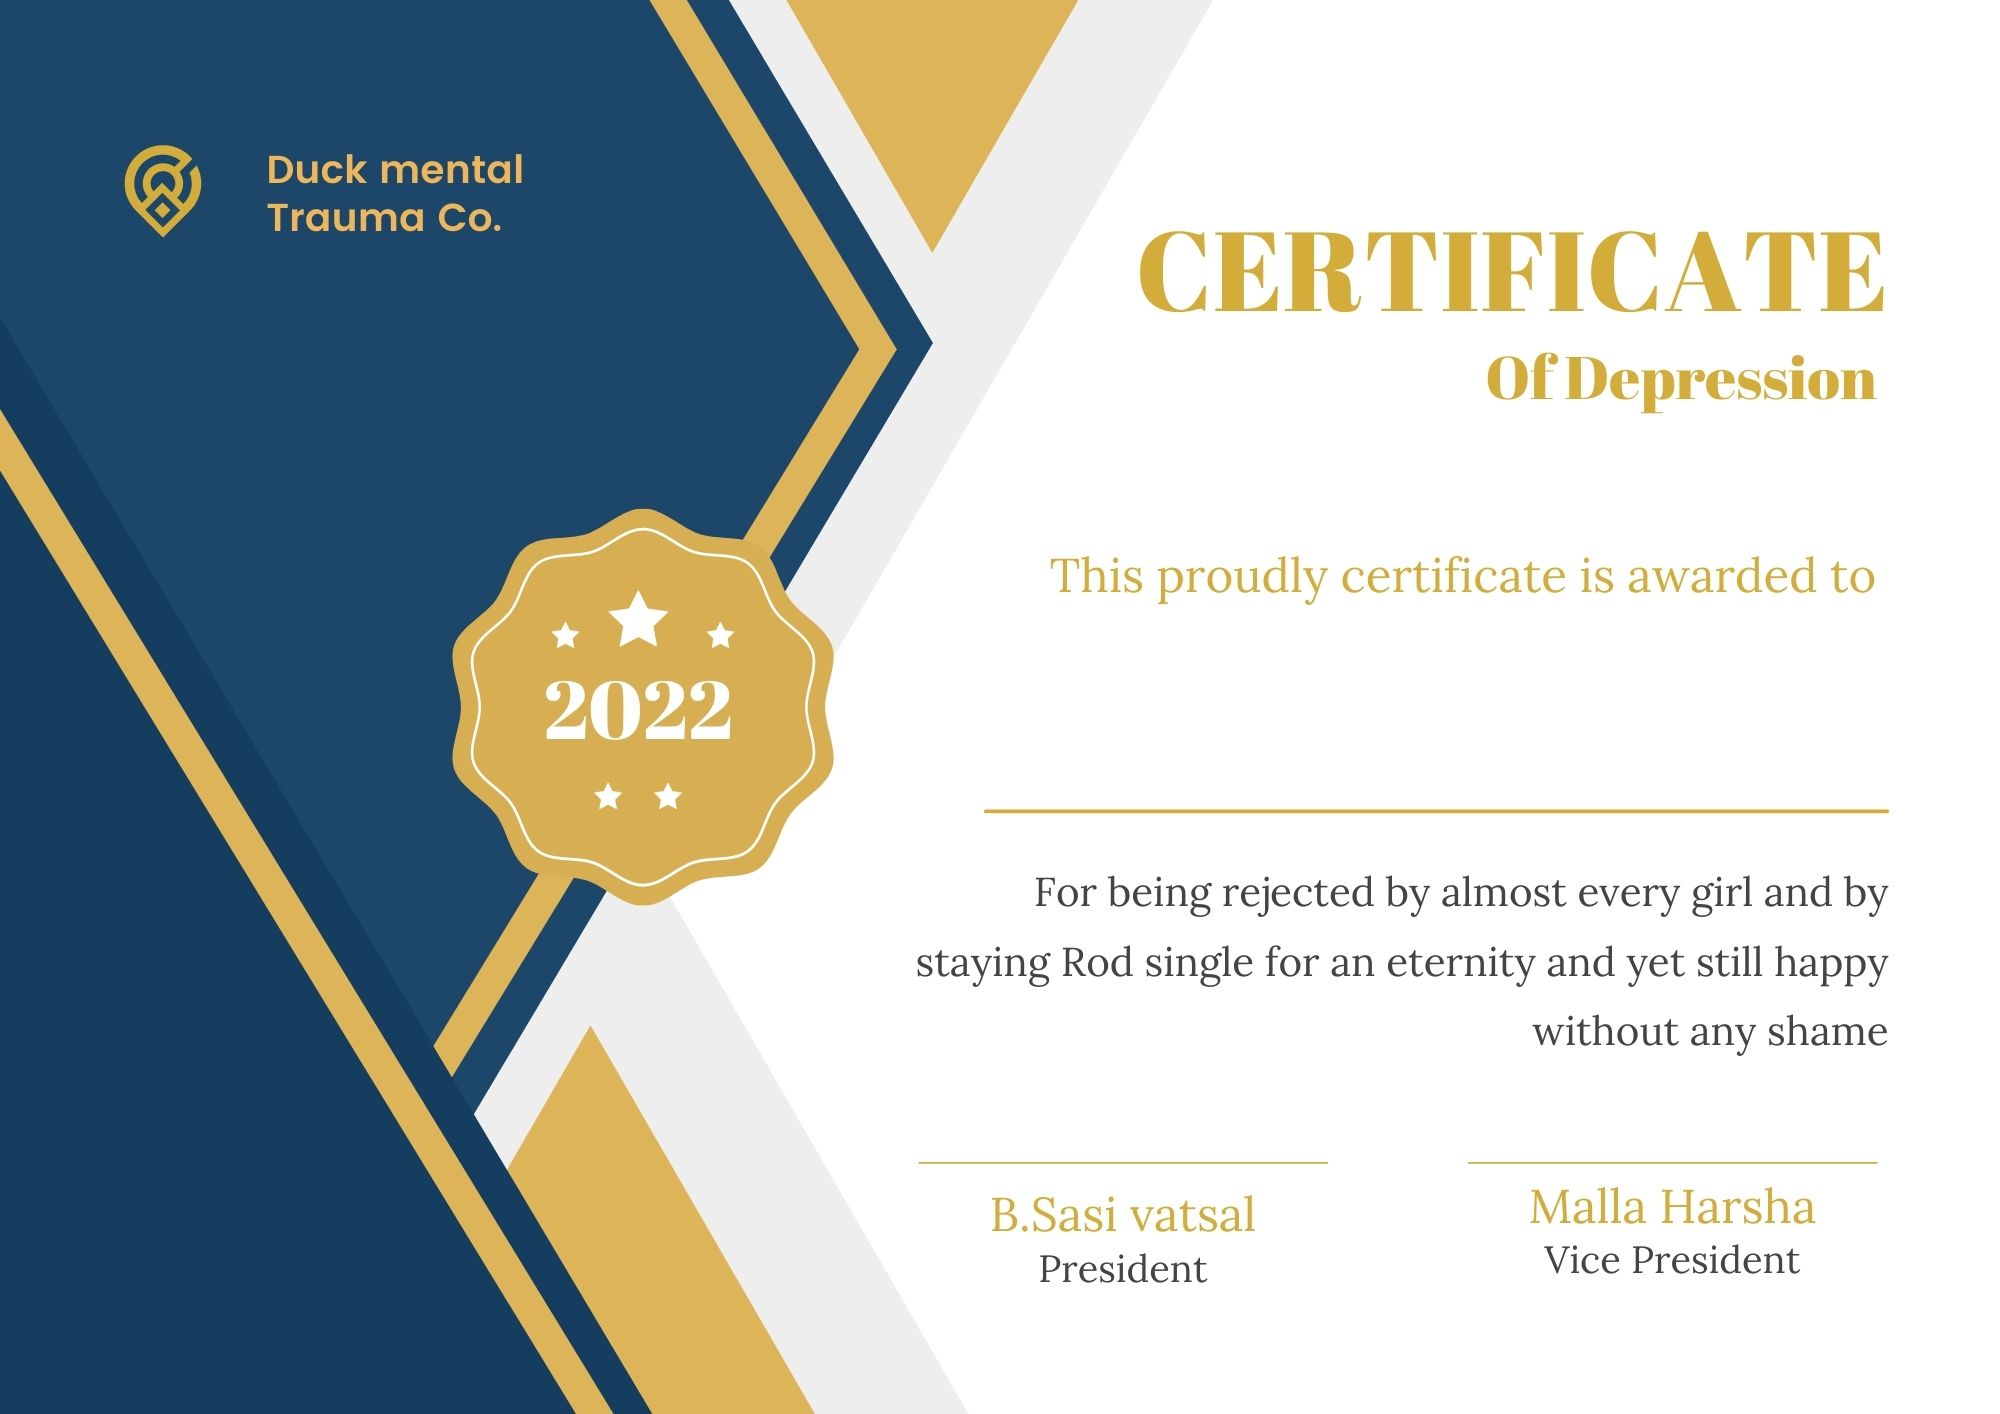 Duck mental
Trauma Co.
CERTIFICATE
Of Depression
This proudly certificate is awarded to
2022
For being rejected by almost every girl and by
staying Rod single for an eternity and yet still happy
without any shame
B.Sasi vatsal
President
Malla Harsha
Vice President